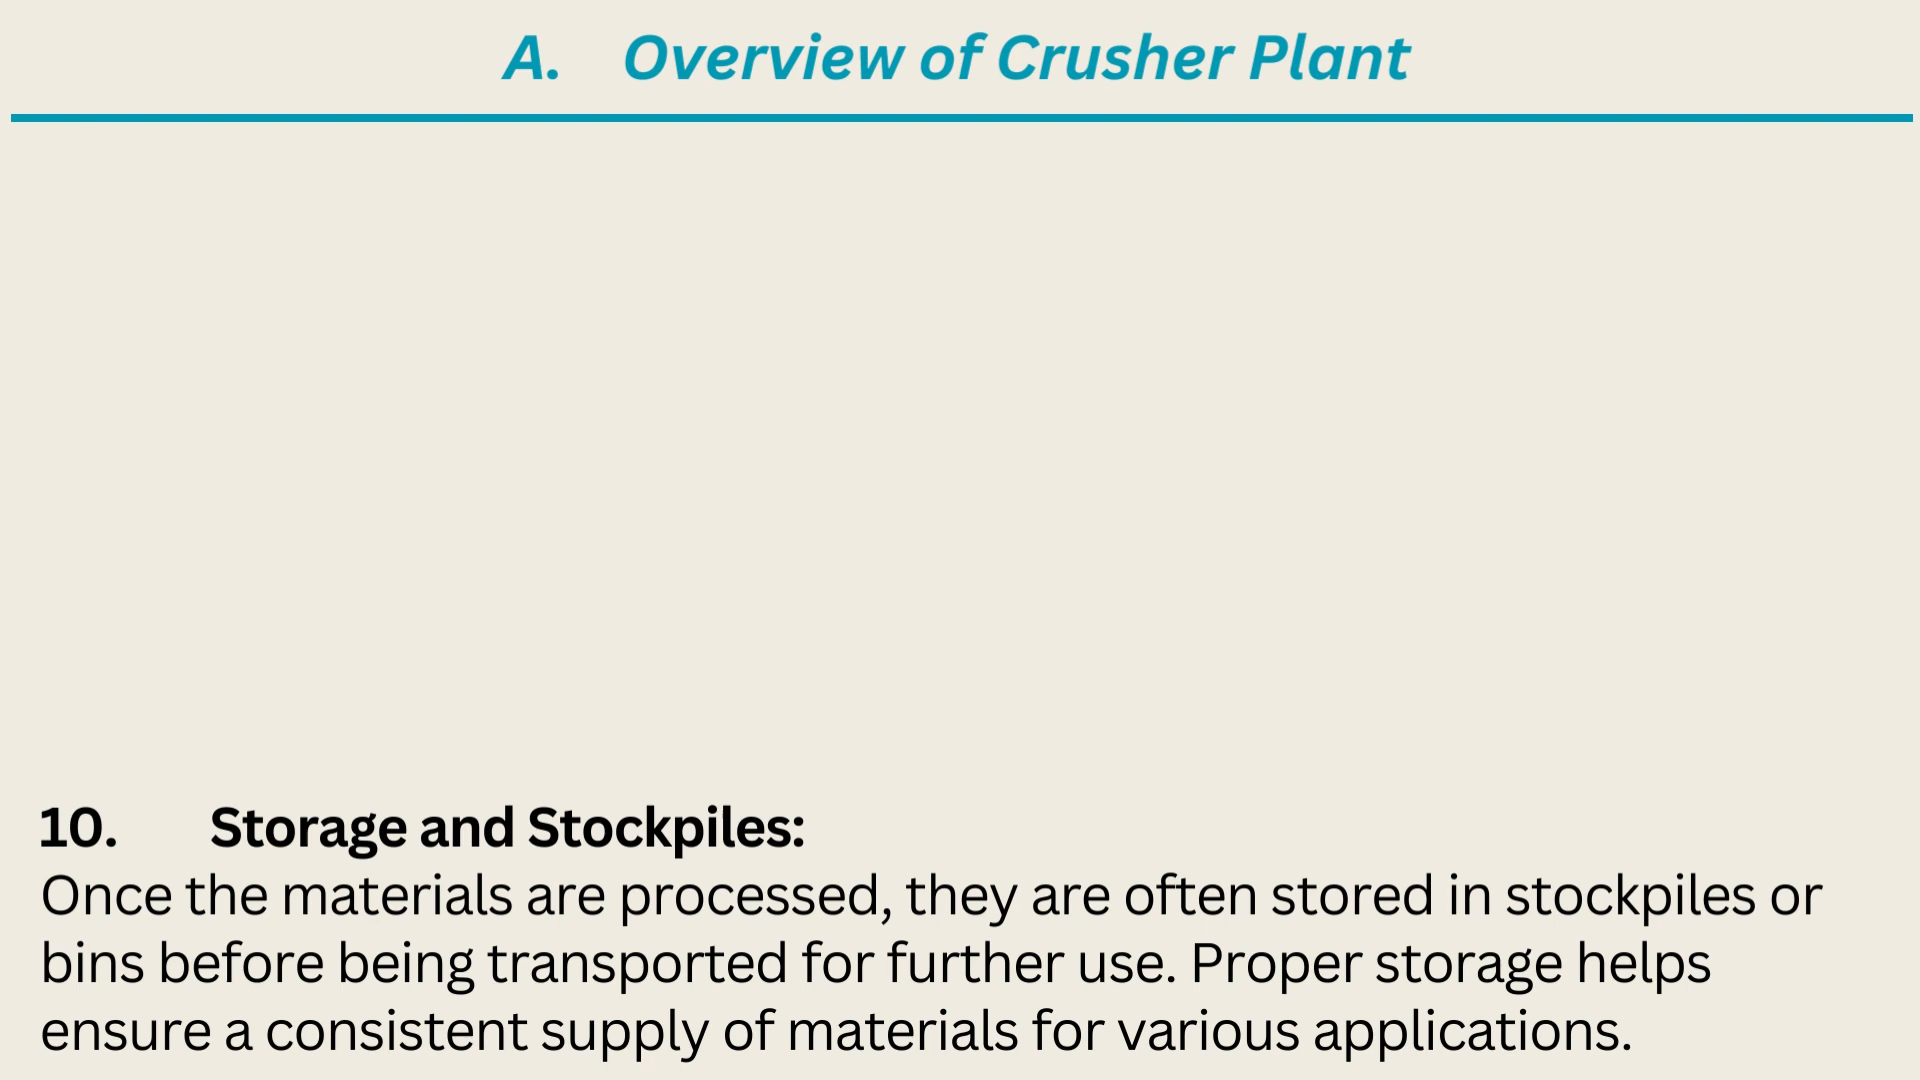 A. Overview of Crusher Plant
10. Storage and Stockpiles:
Once the materials are processed, they are often stored in stockpiles or
bins before being transported for further use. Proper storage helps
ensure a consistent supply of materials for various applications.